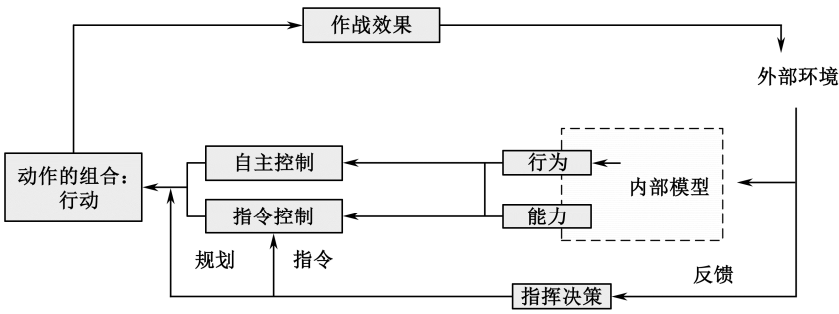 作战效果
外部环境
自主控制
行为
动作的组合：
行动
内部模型
指令控制
能力
规划
指令
反馈
指挥决策